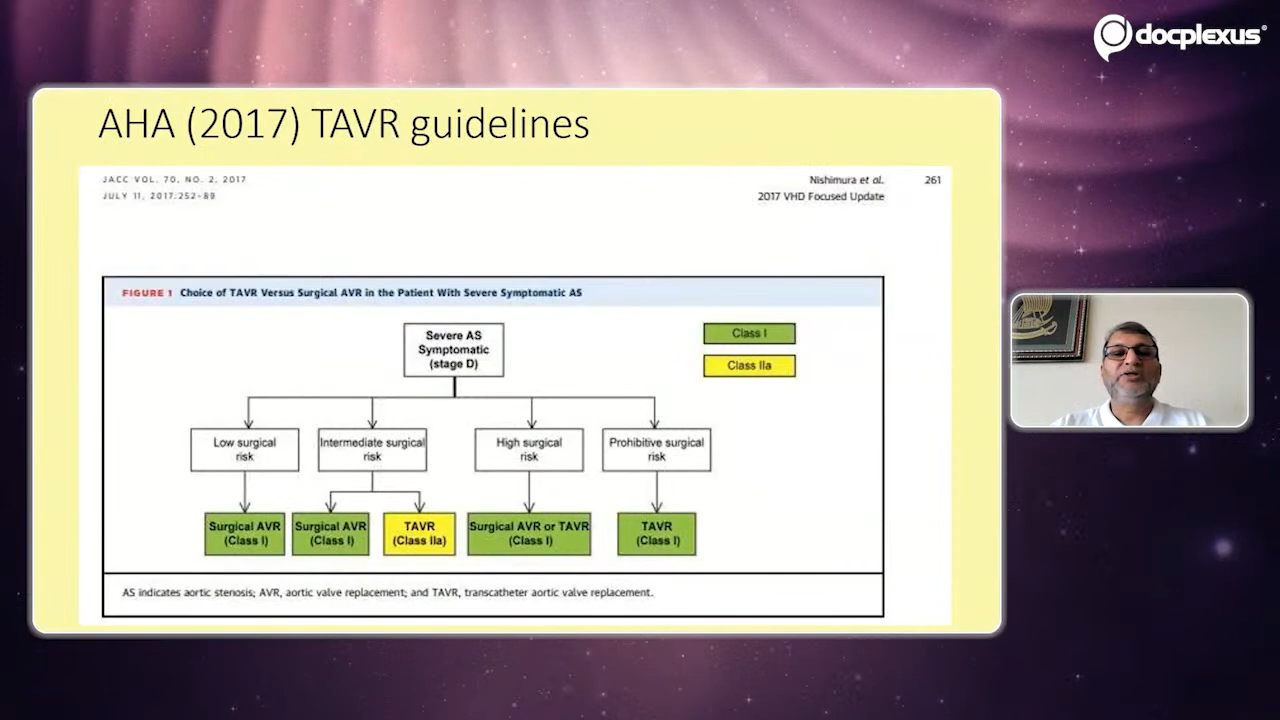 docplexus
AHA (2017) TAVR guidelines
JACC VOL. 70, NO. 2, 2017
JULY 11, 2017:252-89
Nishimura et al. 261
2017 VHD Focused Update
FIGURE 1 Choice of TAVR Versus Surgical AVR in the Patient With Severe Symptomatic AS
Severe AS
Symptomatic
(stage D)
Class I
Class IIa
Low surgical
risk
Intermediate surgical
risk
High surgical
risk
Prohibitive surgical
risk
Surgical AVR
(Class I)
Surgical AVR
(Class I)
TAVR
(Class IIa)
Surgical AVR or TAVR
(Class I)
TAVR
(Class I)
AS indicates aortic stenosis; AVR, aortic valve replacement; and TAVR, transcatheter aortic valve replacement.